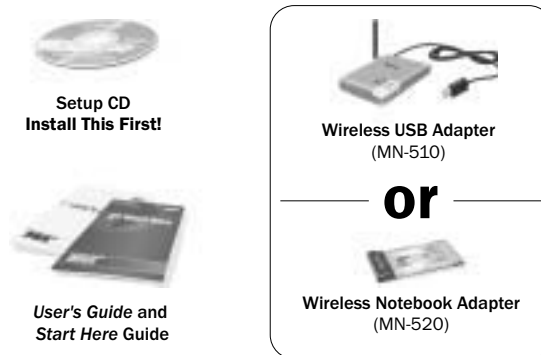 Setup CD
Install This First!
User's Guide and
Start Here Guide
Wireless USB Adapter
(MN-510)
or
Wireless Notebook Adapter
(MN-520)